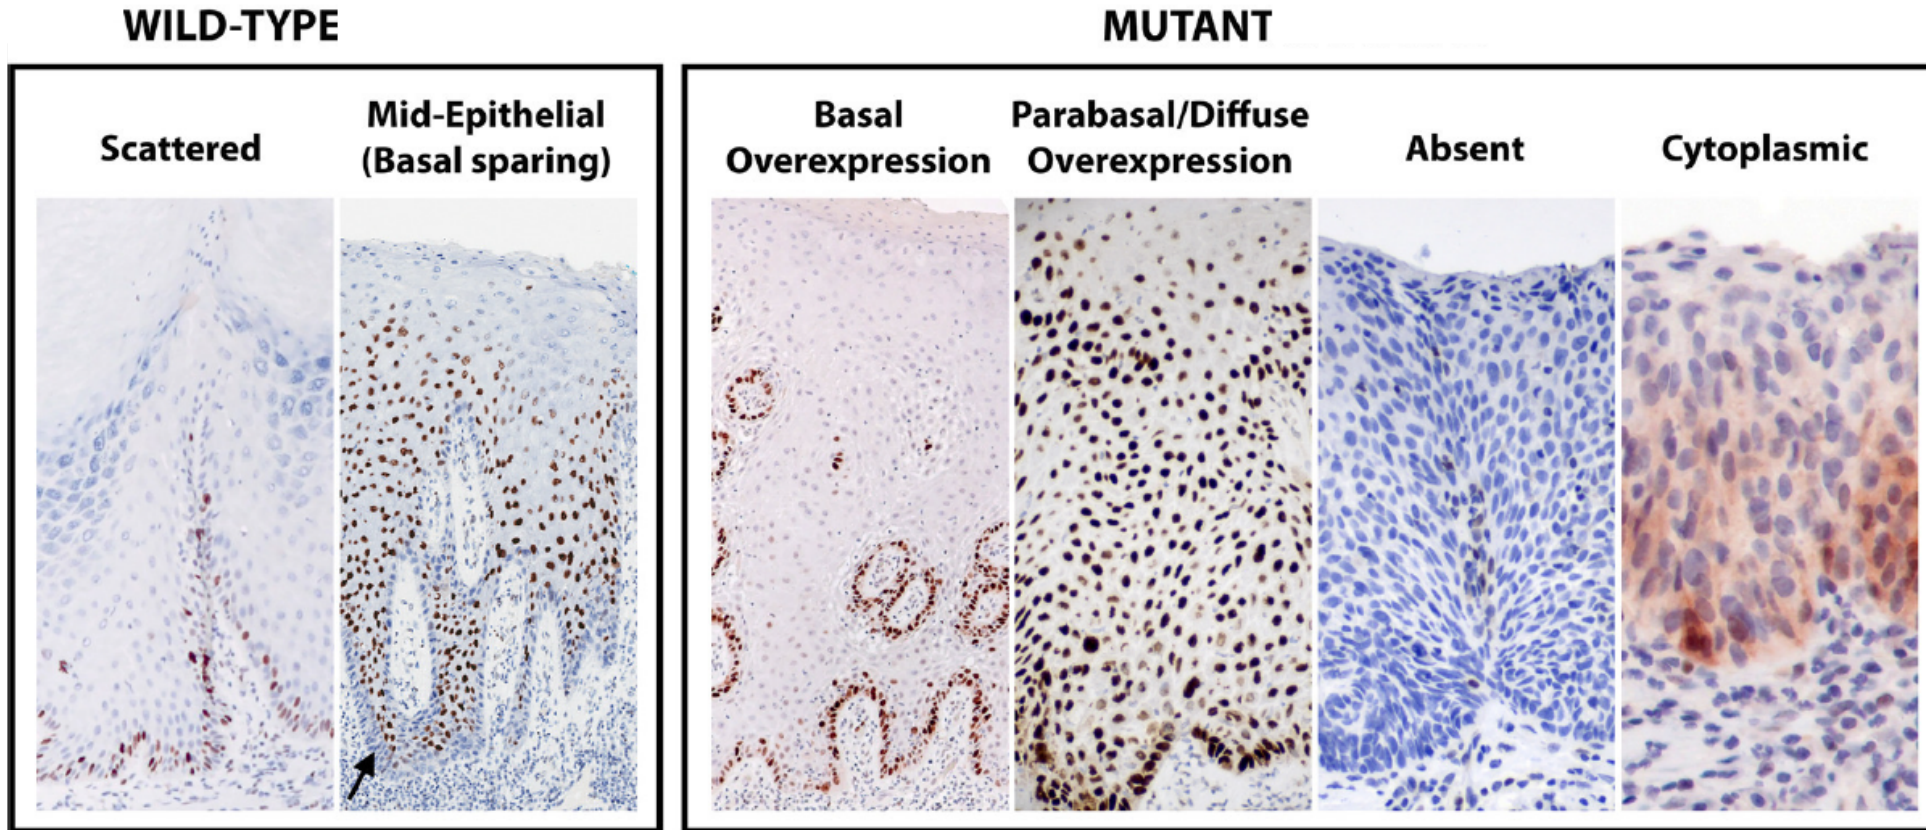 WILD-TYPE
MUTANT
Scattered
Mid-Epithelial
(Basal sparing)
Basal
Overexpression
Parabasal/Diffuse
Overexpression
Absent
Cytoplasmic